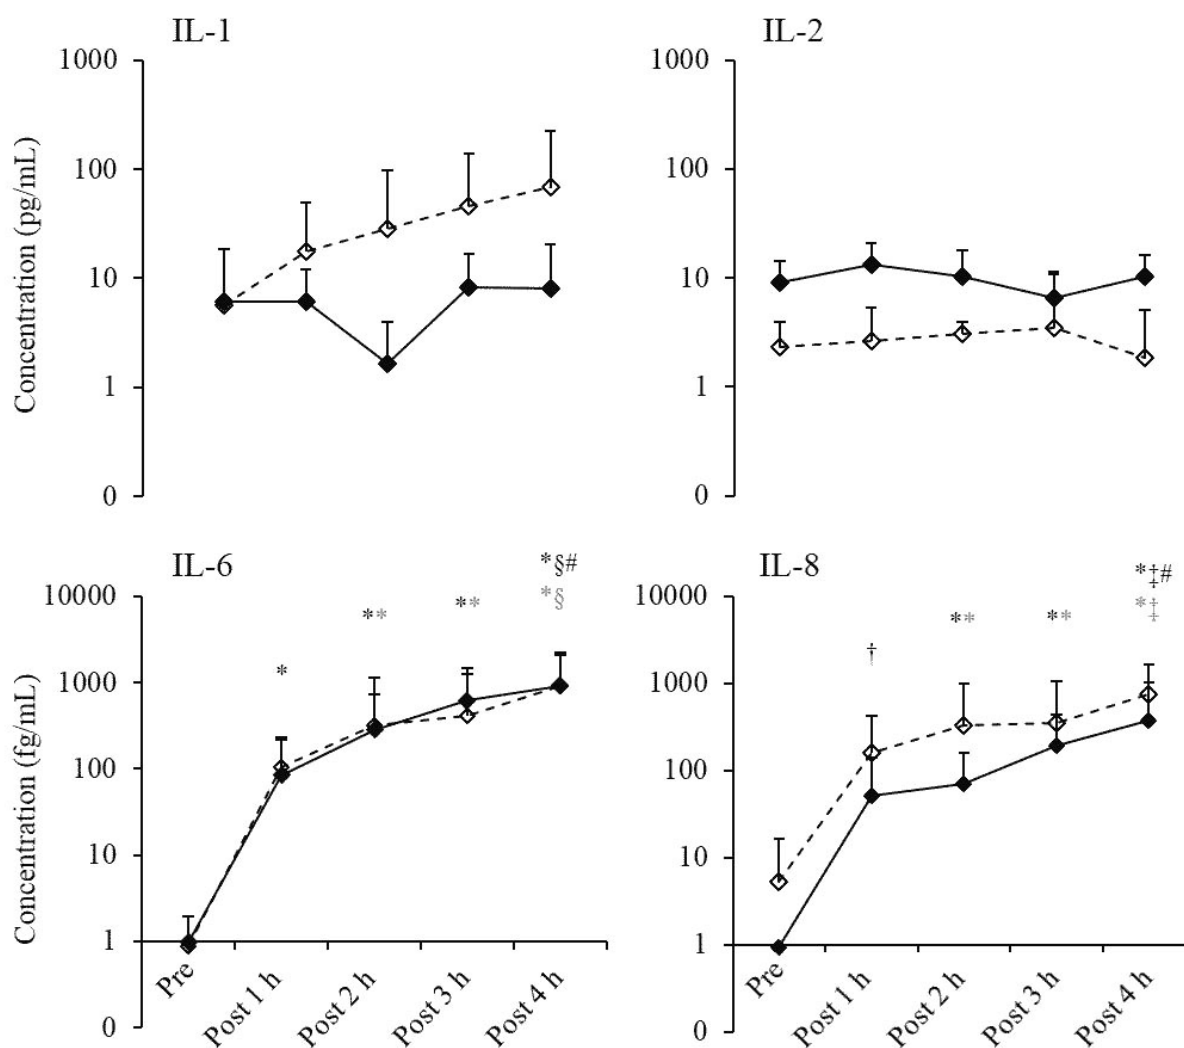 IL-1
IL-2
1000
100
10
1
0
Concentration (pg/mL)
1000
100
10
1
0
IL-6
IL-8
*§#
*§
**
**
*
10000
1000
100
10
1
0
Concentration (fg/mL)
Pre
Post 1 h
Post 2 h
Post 3 h
Post 4 h
*‡#
*‡
**
**
†
10000
1000
100
10
1
0
Pre
Post 1 h
Post 2 h
Post 3 h
Post 4 h